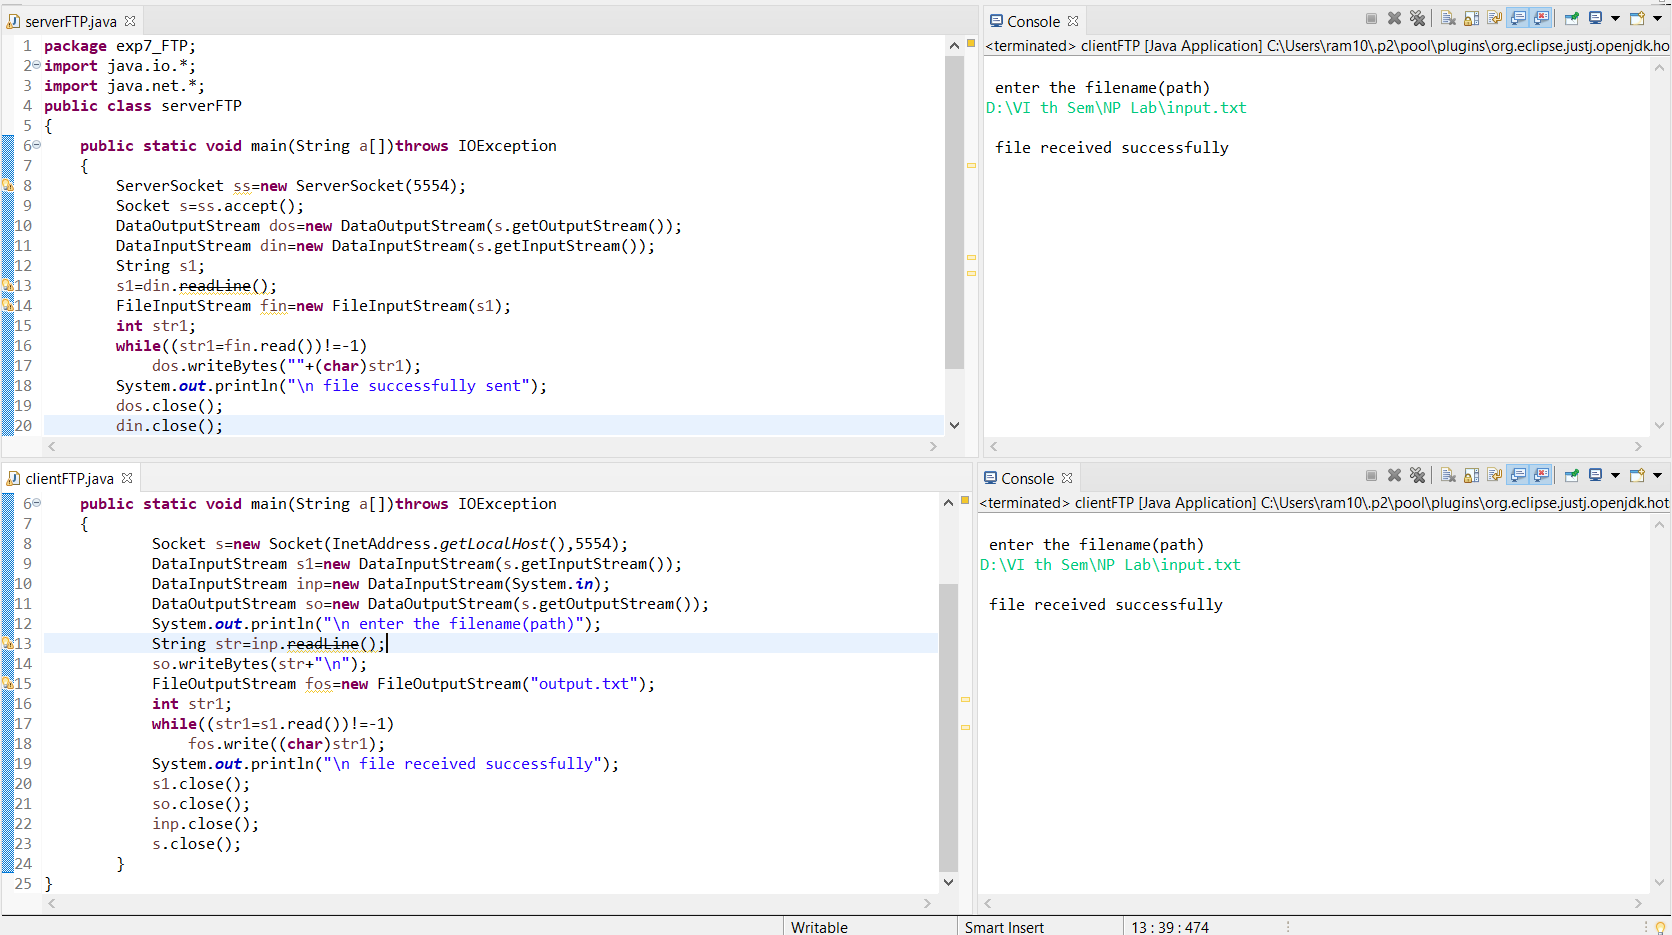 serverFTP.java
1 package exp7_FTP;
2 import java.io.*;
3 import java.net.*;
4 public class serverFTP
5 {
6 public static void main(String a[])throws IOException
7 {
8 ServerSocket ss=new ServerSocket(5554);
9 Socket s=ss.accept();
10 DataOutputStream dos=new DataOutputStream(s.getOutputStream());
11 DataInputStream din=new DataInputStream(s.getInputStream());
12 String s1;
13 s1=din.readLine();
14 FileInputStream fin=new FileInputStream(s1);
15 int str1;
16 while((str1=fin.read())!=-1)
17 dos.writeBytes(""+(char)str1);
18 System.out.println("\n file successfully sent");
19 dos.close();
20 din.close();
Console
<terminated> clientFTP [Java Application] C:\Users\ram10\.p2\pool\plugins\org.eclipse.justj.openjdk.ho
enter the filename(path)
D:\VI th Sem\NP Lab\input.txt
file received successfully
clientFTP.java
6 public static void main(String a[])throws IOException
7 {
8 Socket s=new Socket(InetAddress.getLocalHost(),5554);
9 DataInputStream s1=new DataInputStream(s.getInputStream());
10 DataInputStream inp=new DataInputStream(System.in);
11 DataOutputStream so=new DataOutputStream(s.getOutputStream());
12 System.out.println("\n enter the filename(path)");
13 String str=inp.readLine();
14 so.writeBytes(str+"\n");
15 FileOutputStream fos=new FileOutputStream("output.txt");
16 int str1;
17 while((str1=s1.read())!=-1)
18 fos.write((char)str1);
19 System.out.println("\n file received successfully");
20 s1.close();
21 so.close();
22 inp.close();
23 s.close();
24 }
25 }
Console
<terminated> clientFTP [Java Application] C:\Users\ram10\.p2\pool\plugins\org.eclipse.justj.openjdk.hot
enter the filename(path)
D:\VI th Sem\NP Lab\input.txt
file received successfully
Writable
Smart Insert
13 : 39 : 474